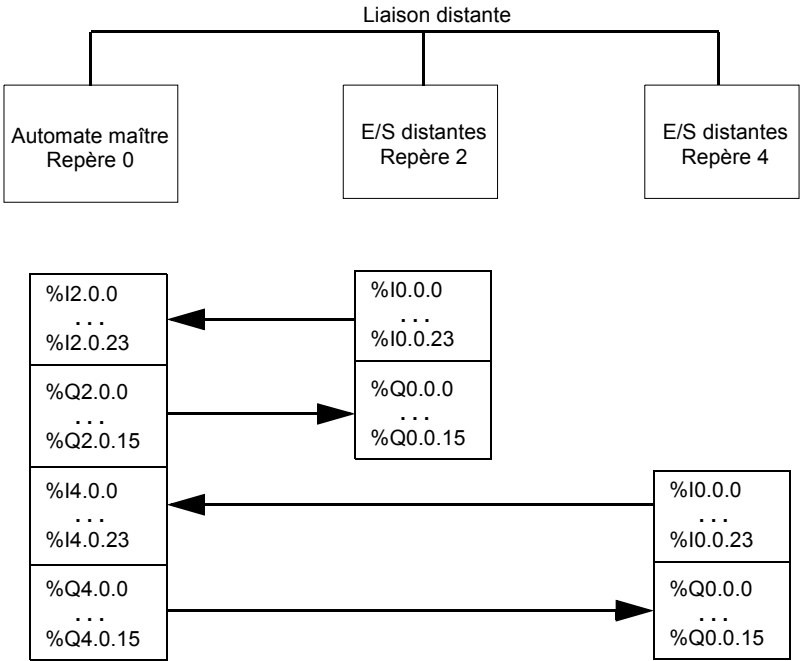 Liaison distante
Automate maître
Repère 0
E/S distantes
Repère 2
E/S distantes
Repère 4
%I2.0.0
...
%I2.0.23
%Q2.0.0
...
%Q2.0.15
%I4.0.0
...
%I4.0.23
%Q4.0.0
...
%Q4.0.15
%I0.0.0
...
%I0.0.23
%Q0.0.0
...
%Q0.0.15
%I0.0.0
...
%I0.0.23
%Q0.0.0
...
%Q0.0.15